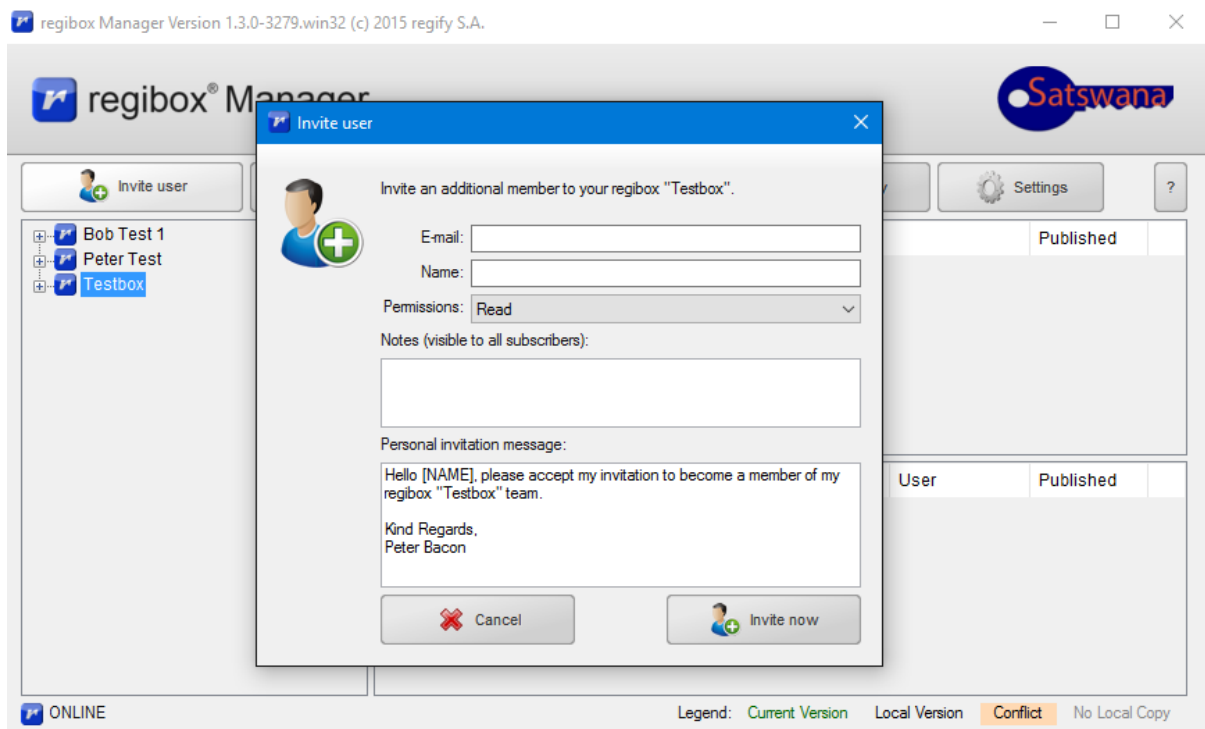 regibox Manager Version 1.3.0-3279.win32 (c) 2015 regify S.A.
regibox® Manager
Satswana
Invite user
Invite user
Settings
?
Invite an additional member to your regibox "Testbox".
E-mail:
Name:
Permissions: Read
Notes (visible to all subscribers):
Personal invitation message:
Hello [NAME], please accept my invitation to become a member of my
regibox "Testbox" team.
Kind Regards,
Peter Bacon
Cancel
Invite now
Bob Test 1
Peter Test
Testbox
Published
User Published
ONLINE
Legend: Current Version Local Version Conflict No Local Copy